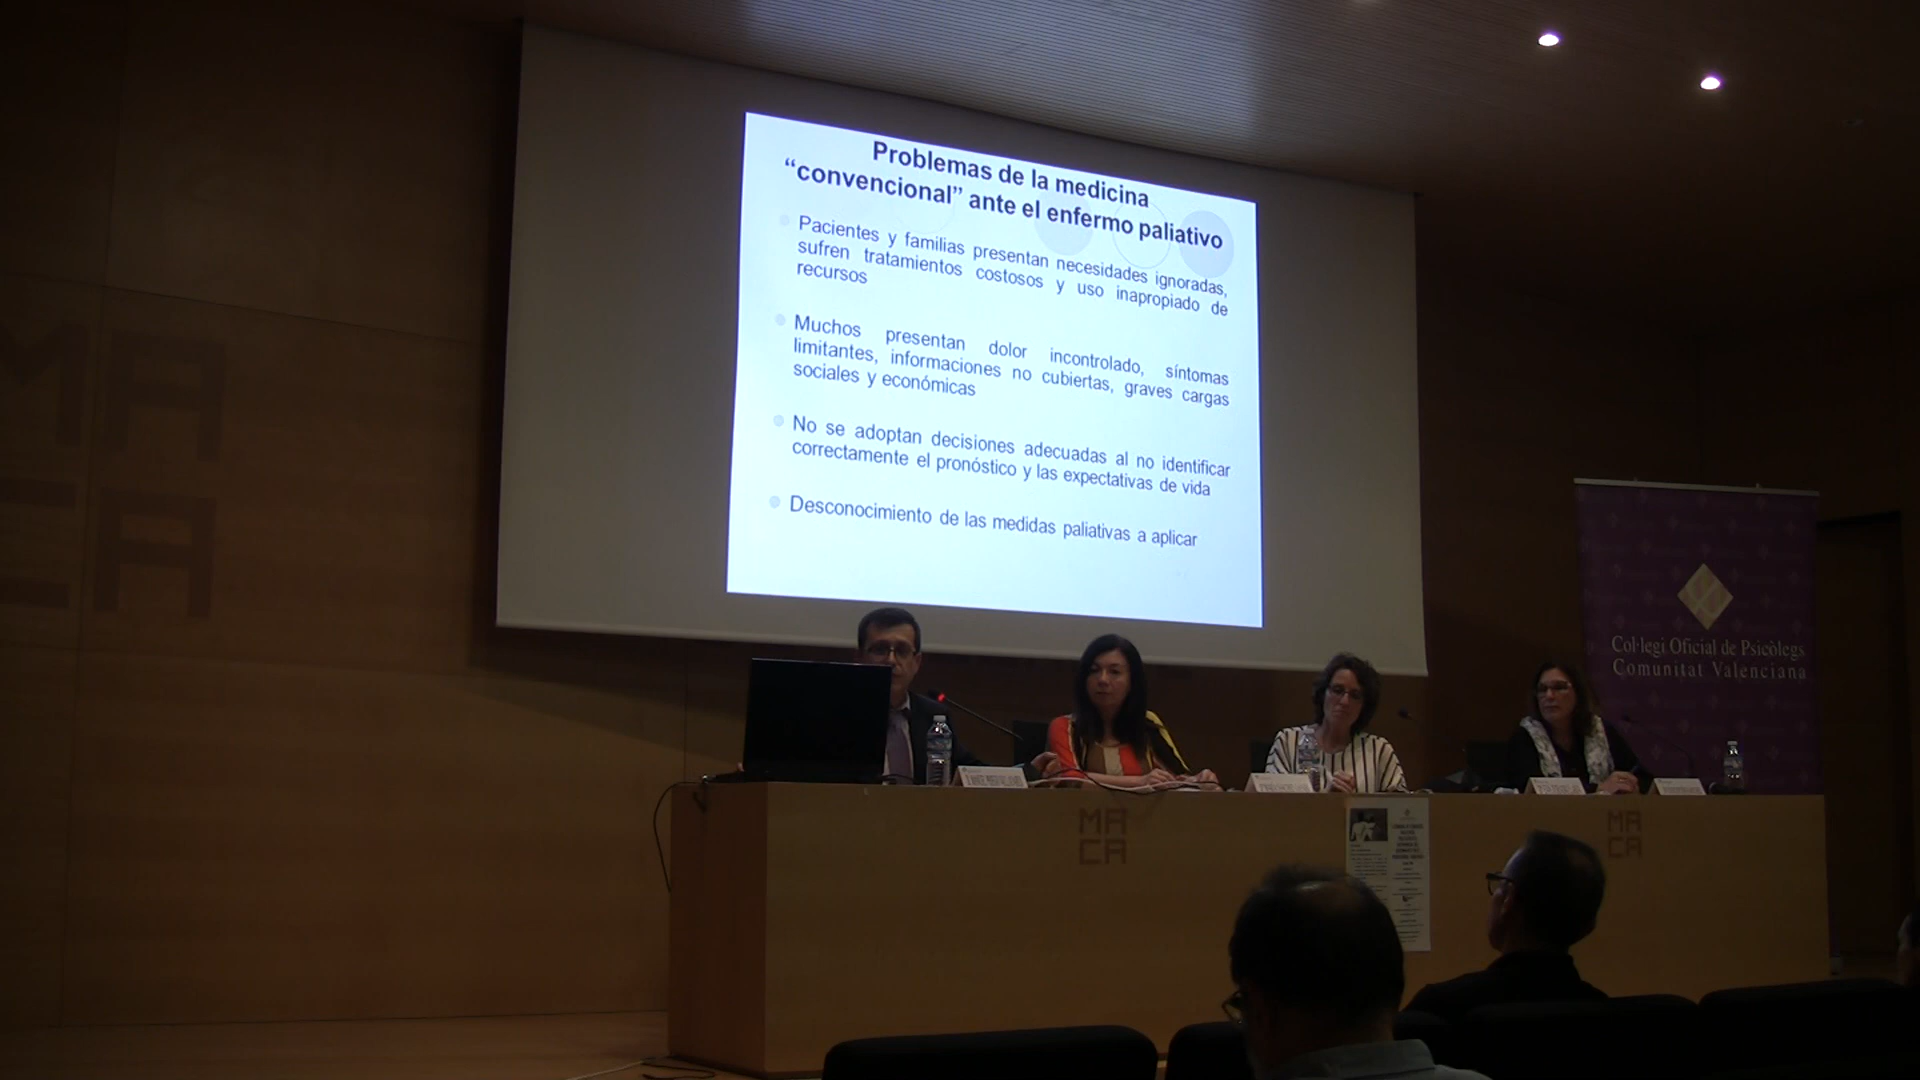 Problemas de la medicina
“convencional” ante el enfermo paliativo
Pacientes y familias presentan necesidades ignoradas,
sufren tratamientos costosos y uso inapropiado de
recursos
Muchos presentan dolor incontrolado, síntomas
limitantes, informaciones no cubiertas, graves cargas
sociales y económicas
No se adoptan decisiones adecuadas al no identificar
correctamente el pronóstico y las expectativas de vida
Desconocimiento de las medidas paliativas a aplicar
Col·legi Oficial de Psicòlegs
Comunitat Valenciana
MA
CA
MA
CA
MA
CA